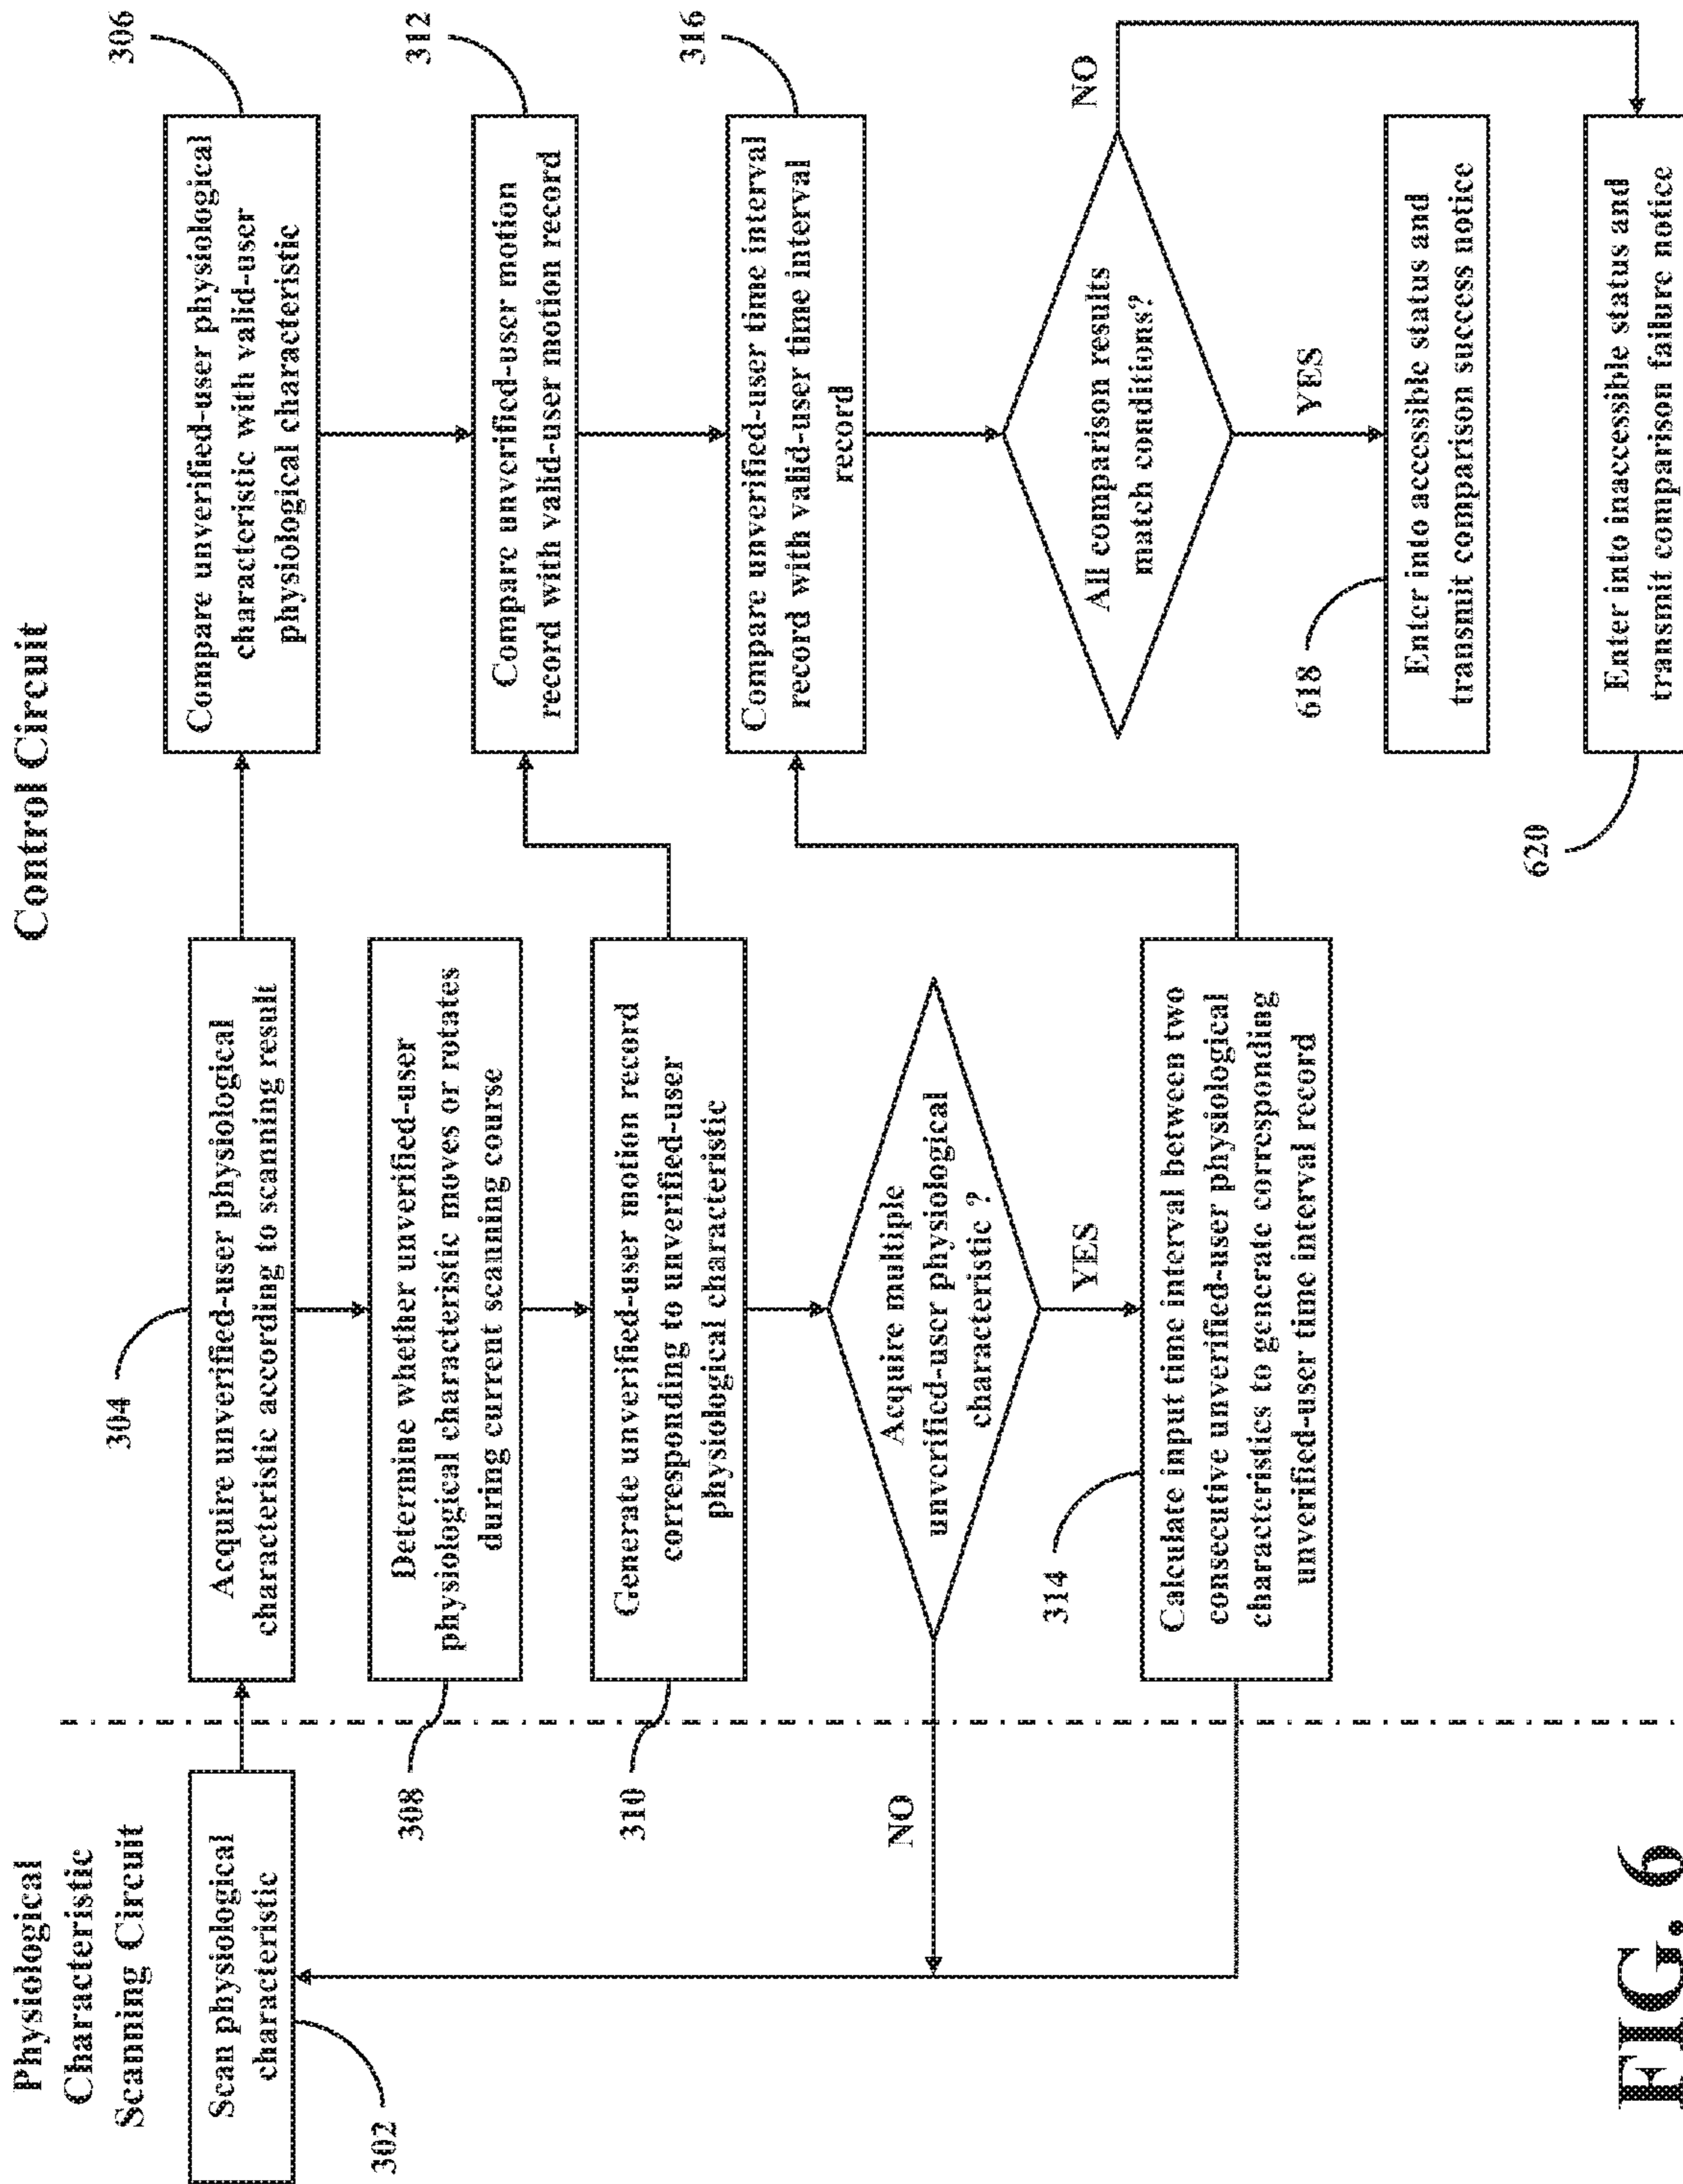 Physiological
Characteristic
Scanning Circuit
Control Circuit
302
Scan physiological
characteristic
304
Acquire unverified-user physiological
characteristic according to scanning result
306
Compare unverified-user physiological
characteristic with valid-user
physiological characteristic
308
Determine whether unverified-user
physiological characteristic moves or rotates
during current scanning course
310
Generate unverified-user motion record
corresponding to unverified-user
physiological characteristic
312
Compare unverified-user motion
record with valid-user motion record
Acquire multiple
unverified-user physiological
characteristic ?
NO
YES
314
Calculate input time interval between two
consecutive unverified-user physiological
characteristics to generate corresponding
unverified-user time interval record
316
Compare unverified-user time interval
record with valid-user time interval
record
All comparison results
match conditions?
NO
YES
618
Enter into accessible status and
transmit comparison success notice
620
Enter into inaccessible status and
transmit comparison failure notice
FIG. 6